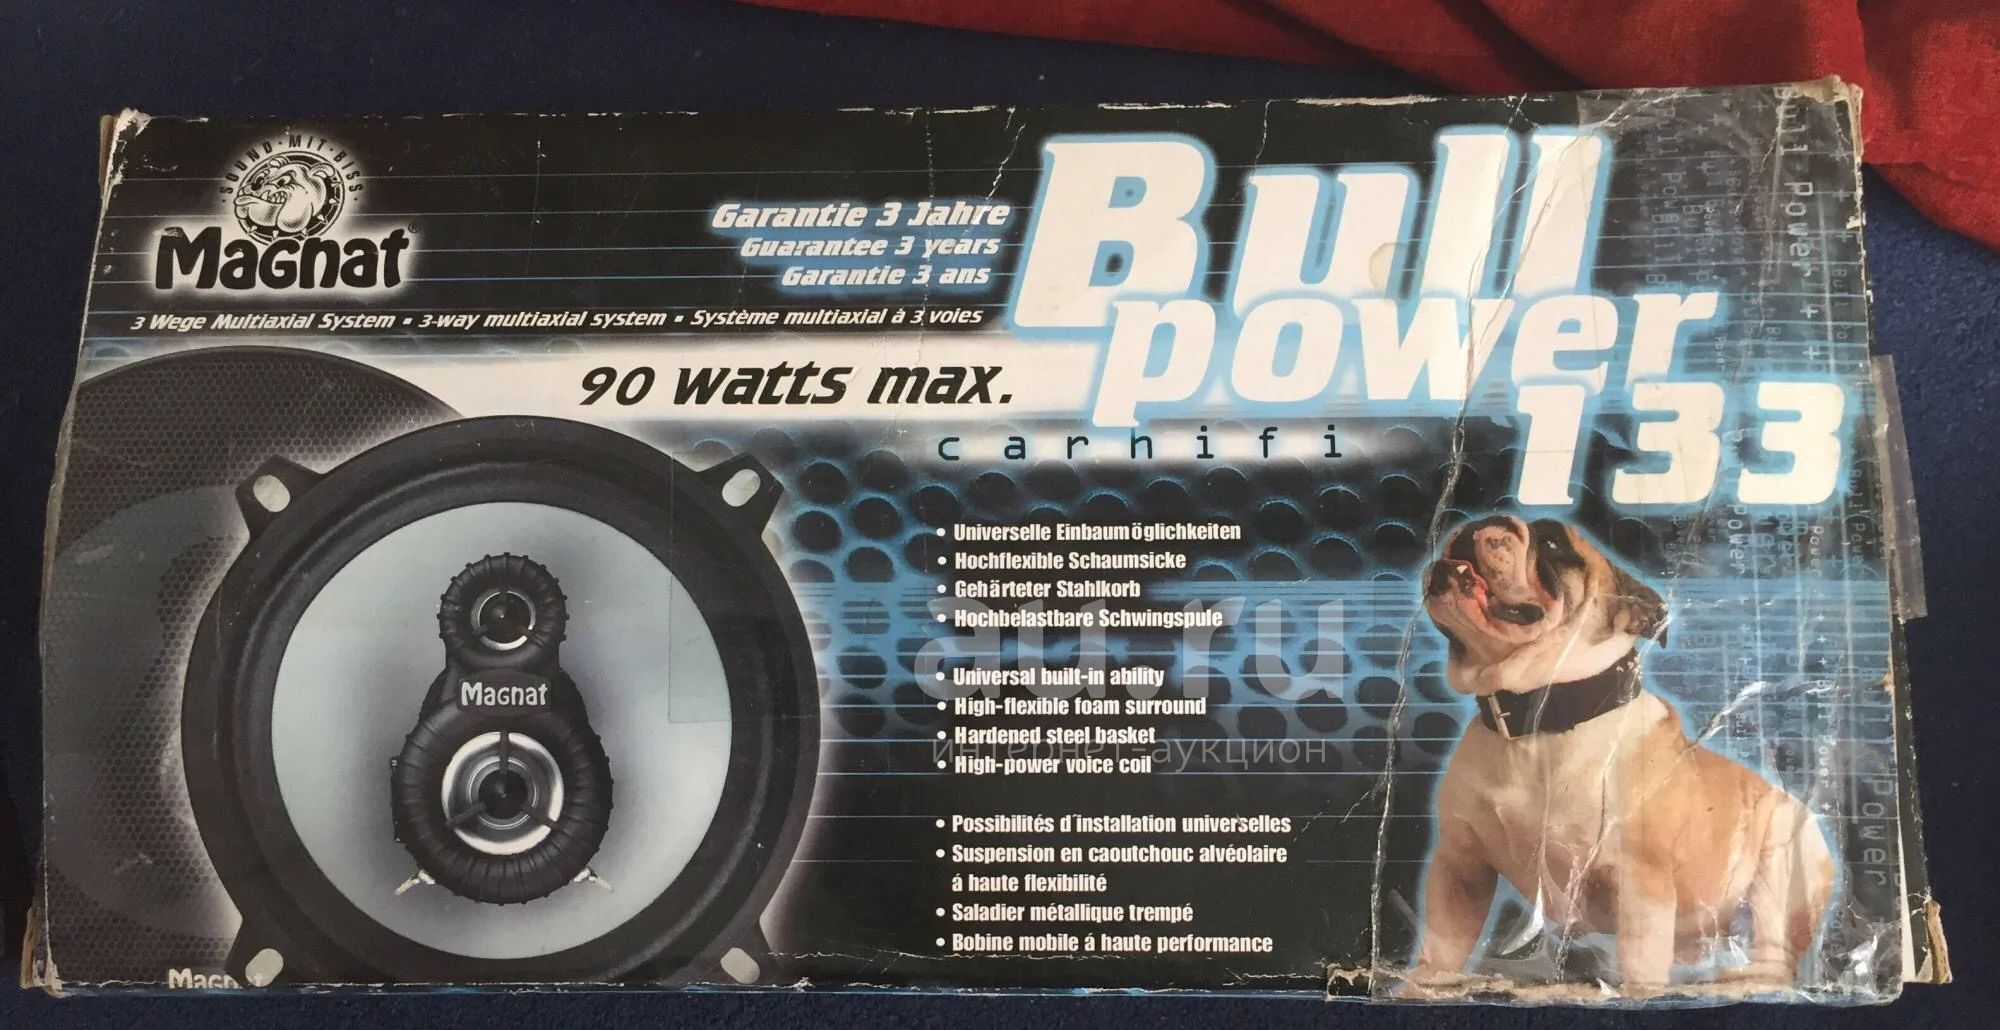 SOUND · MIT · BISS
Magnat®
Garantie 3 Jahre
Guarantee 3 years
Garantie 3 ans
3 Wege Multiaxial System ▪ 3-way multiaxial system ▪ Système multiaxial à 3 voies
Bull
power
133
90 watts max.
carhifi
• Universelle Einbaumöglichkeiten
• Hochflexible Schaumsicke
• Gehärteter Stahlkorb
• Hochbelastbare Schwingspule
au.ru
• Universal built-in ability
• High-flexible foam surround
• Hardened steel basket
интернет-аукцион
• High-power voice coil
• Possibilités d´installation universelles
• Suspension en caoutchouc alvéolaire
á haute flexibilité
• Saladier métallique trempé
• Bobine mobile á haute performance
Magnat
Bull Power